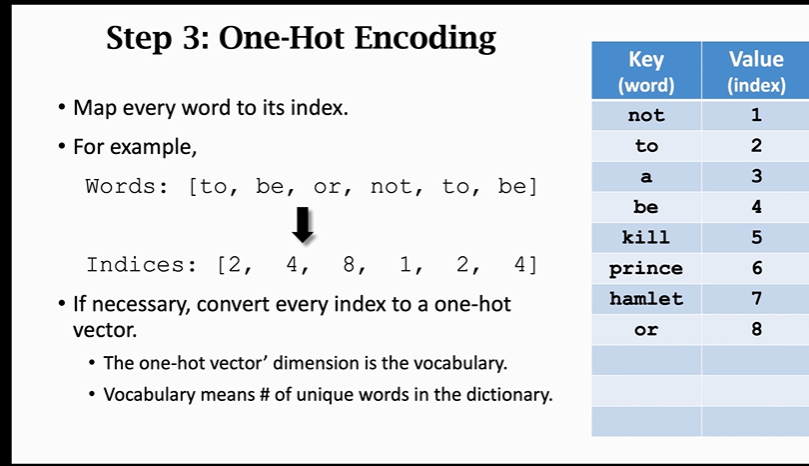 Step 3: One-Hot Encoding
• Map every word to its index.
• For example,
Words: [to, be, or, not, to, be]
Indices: [2, 4, 8, 1, 2, 4]
• If necessary, convert every index to a one-hot
vector.
• The one-hot vector’ dimension is the vocabulary.
• Vocabulary means # of unique words in the dictionary.
Key Value
(word) (index)
not 1
to 2
a 3
be 4
kill 5
prince 6
hamlet 7
or 8